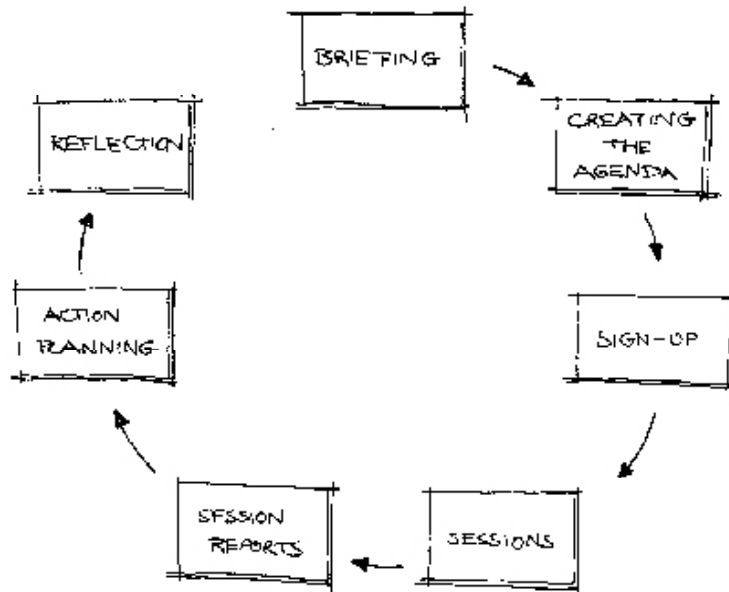 BRIEFING
CREATING
THE
AGENDA
SIGN-UP
SESSIONS
SESSION
REPORTS
ACTION
PLANNING
REFLECTION